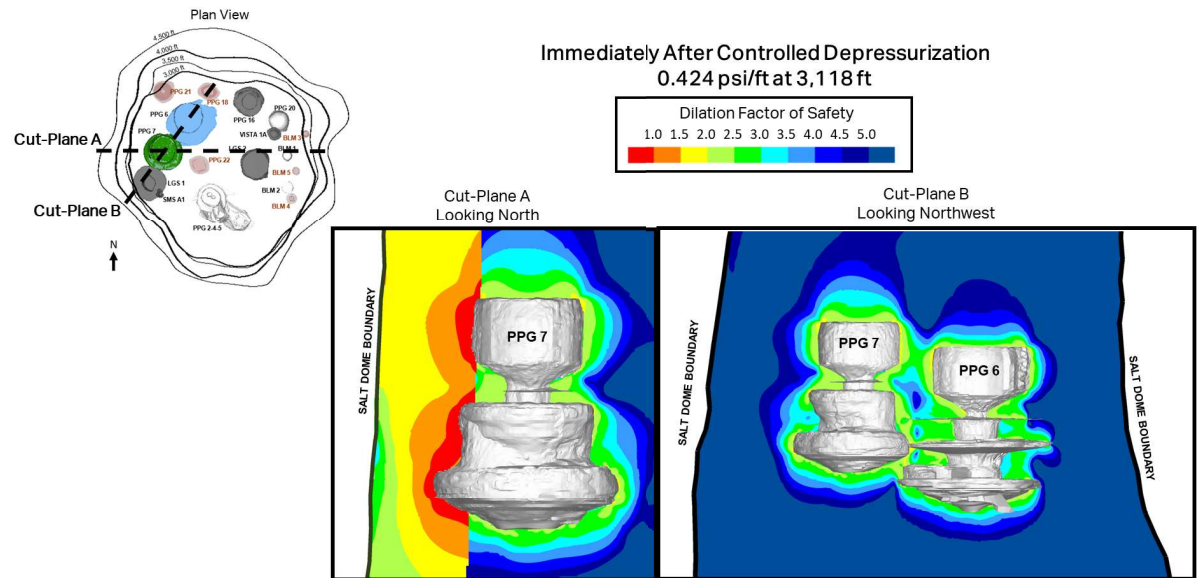 Plan View
4,500 ft
4,000 ft
3,500 ft
3,000 ft
PPG 21
PPG 18
PPG 6
PPG 16
PPG 20
PPG 7
VISTA 1A
BLM 3
Cut-Plane A
LGS 2
BLM 1
PPG 22
BLM 5
LGS 1
BLM 2
SMS A1
BLM 4
Cut-Plane B
PPG 2-4-5
N
Immediately After Controlled Depressurization
0.424 psi/ft at 3,118 ft
Dilation Factor of Safety
1.0 1.5 2.0 2.5 3.0 3.5 4.0 4.5 5.0
Cut-Plane A
Looking North
SALT DOME BOUNDARY
PPG 7
Cut-Plane B
Looking Northwest
SALT DOME BOUNDARY
PPG 7
PPG 6
SALT DOME BOUNDARY